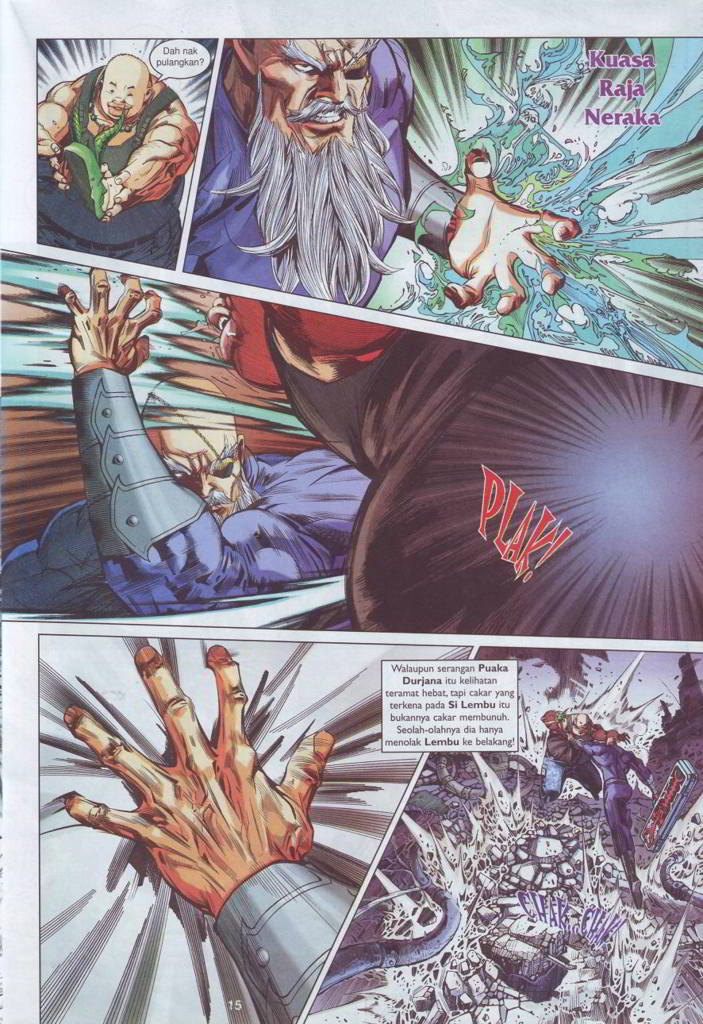 Dah nak
pulangkan?
Kuasa
Raja
Neraka
PLAK!
Walaupun serangan Puaka
Durjana itu kelihatan
teramat hebat, tapi cakar yang
terkena pada Si Lembu itu
bukannya cakar membunuh.
Seolah-olahnya dia hanya
menolak Lembu ke belakang!
15